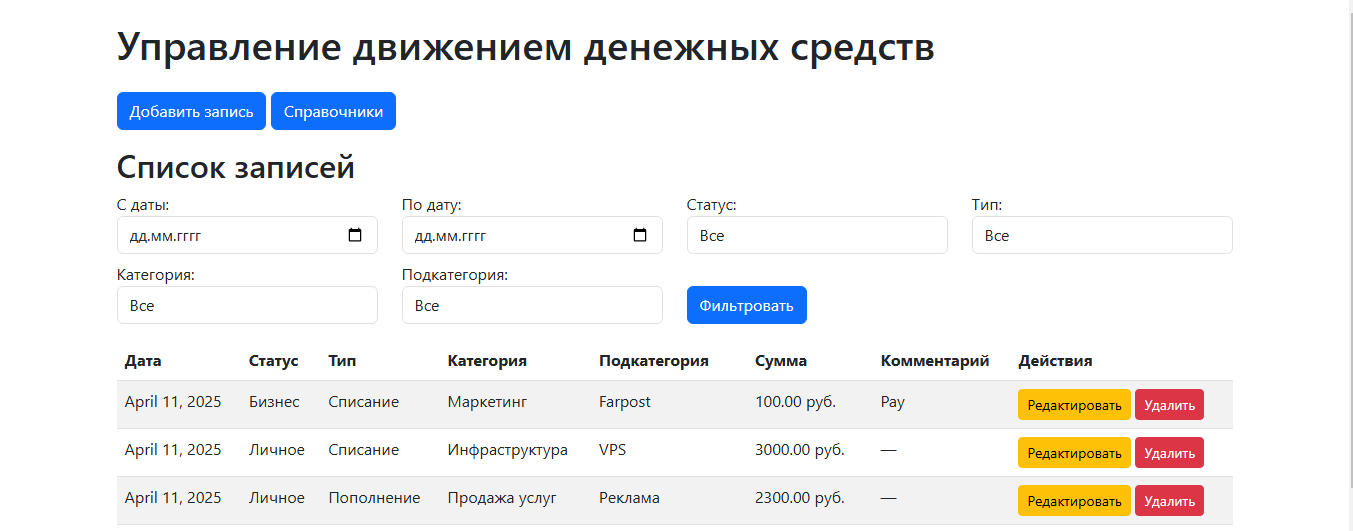 Управление движением денежных средств
Добавить запись Справочники
Список записей
С даты: По дату: Статус: Тип:
дд.мм.гггг дд.мм.гггг Все Все
Категория: Подкатегория:
Все Все Фильтровать
Дата Статус Тип Категория Подкатегория Сумма Комментарий Действия
April 11, 2025 Бизнес Списание Маркетинг Farpost 100.00 руб. Pay Редактировать Удалить
April 11, 2025 Личное Списание Инфраструктура VPS 3000.00 руб. — Редактировать Удалить
April 11, 2025 Личное Пополнение Продажа услуг Реклама 2300.00 руб. — Редактировать Удалить